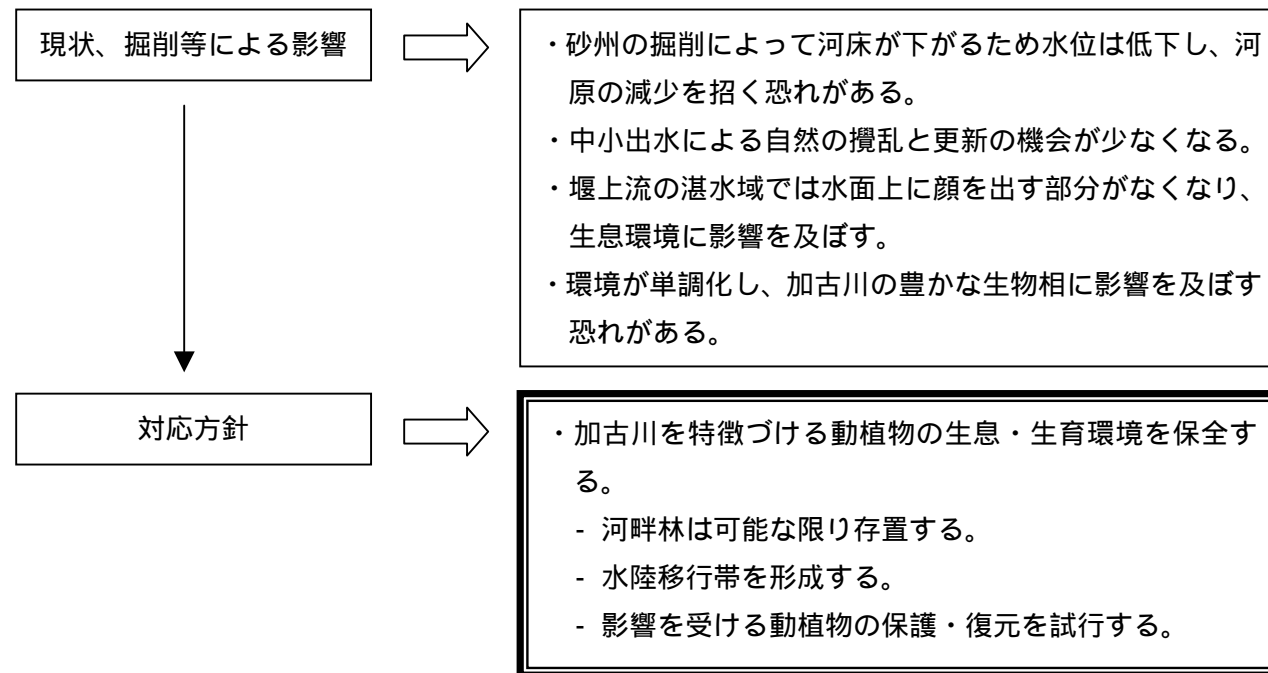 現状、掘削等による影響
・砂州の掘削によって河床が下がるため水位は低下し、河
原の減少を招く恐れがある。
・中小出水による自然の攪乱と更新の機会が少なくなる。
・堰上流の湛水域では水面上に顔を出す部分がなくなり、
生息環境に影響を及ぼす。
・環境が単調化し、加古川の豊かな生物相に影響を及ぼす
恐れがある。
対応方針
・加古川を特徴づける動植物の生息・生育環境を保全す
る。
- 河畔林は可能な限り存置する。
- 水陸移行帯を形成する。
- 影響を受ける動植物の保護・復元を試行する。